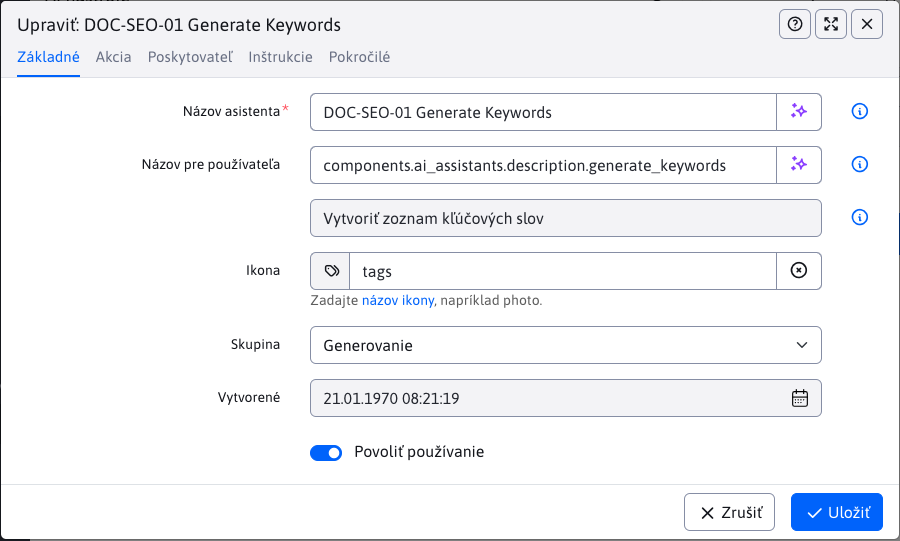 Upraviť: DOC-SEO-01 Generate Keywords
Základné Akcia Poskytovateľ Inštrukcie Pokročilé
Názov asistenta* DOC-SEO-01 Generate Keywords
Názov pre používateľa components.ai_assistants.description.generate_keywords
Vytvoriť zoznam kľúčových slov
Ikona tags
Zadajte názov ikony, napríklad photo.
Skupina Generovanie
Vytvorené 21.01.1970 08:21:19
Povoliť používanie
Zrušiť Uložiť